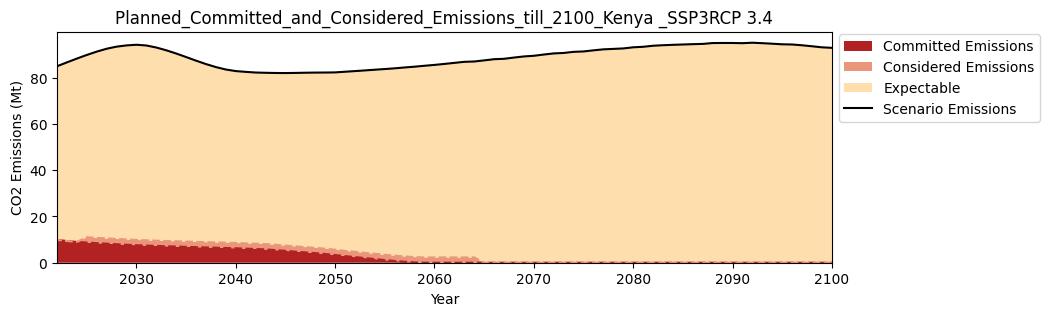 Planned_Committed_and_Considered_Emissions_till_2100_Kenya _SSP3RCP 3.4
Committed Emissions
Considered Emissions
Expectable
Scenario Emissions
CO2 Emissions (Mt)
80
60
40
20
0
2030 2040 2050 2060 2070 2080 2090 2100
Year